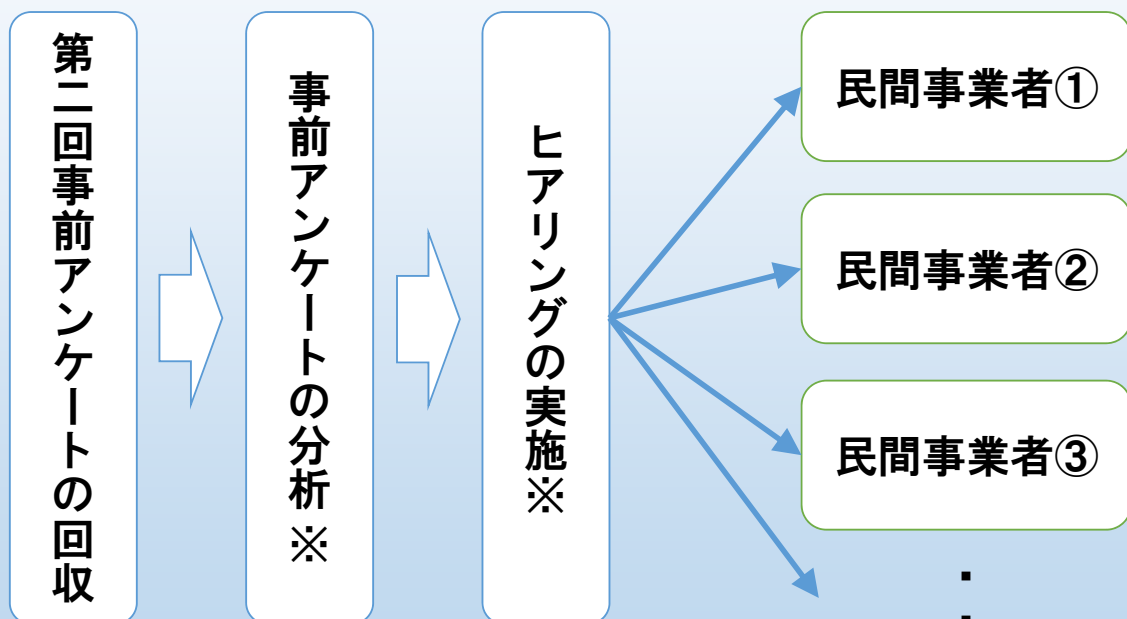 第二回事前アンケートの回収
事前アンケートの分析※
ヒアリングの実施※
民間事業者①
民間事業者②
民間事業者③
・
・